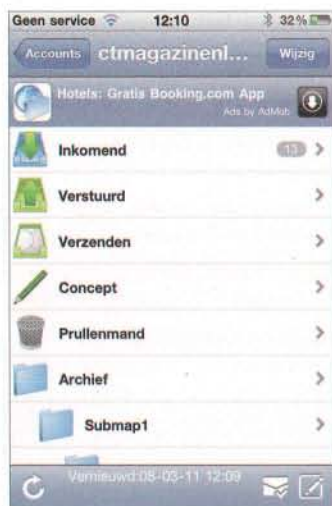 Geen service 12:10 32%
Accounts ctmagazinenl... Wijzig
Hotels: Gratis Booking.com App
Ads by AdMob
Inkomend 13
Verstuurd
Verzenden
Concept
Prullenmand
Archief
Submap1
Vernieuwd:08-03-11 12:09